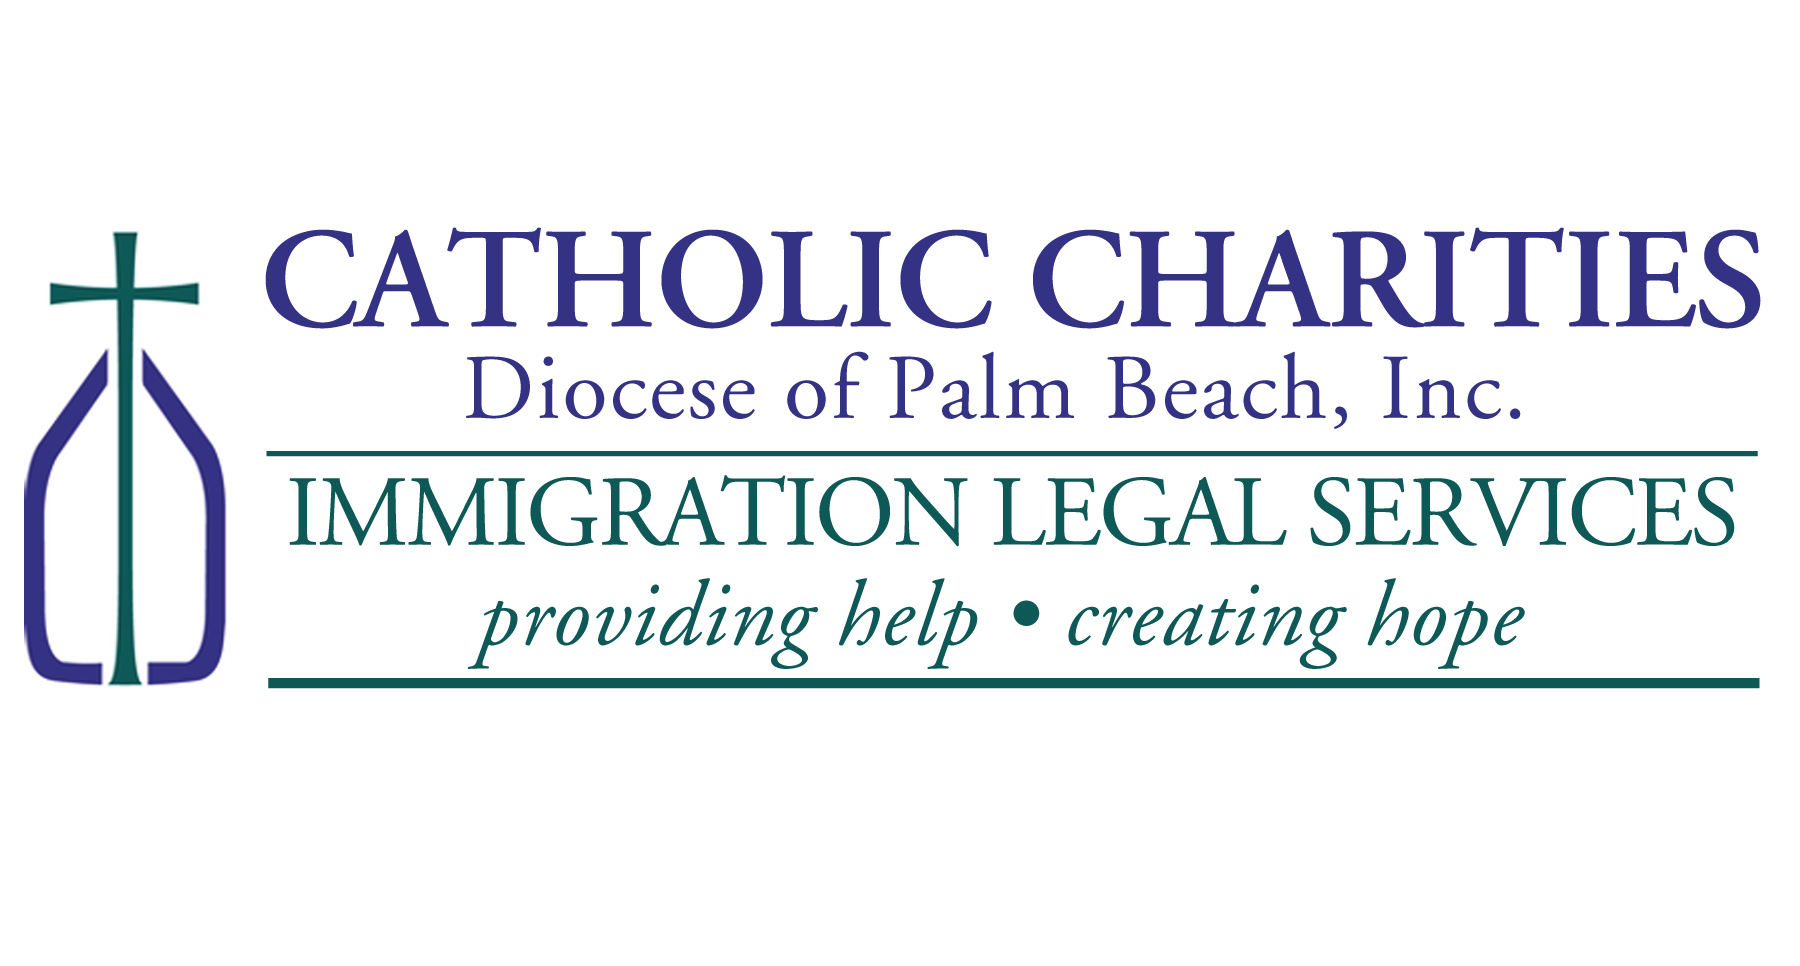 CATHOLIC CHARITIES
Diocese of Palm Beach, Inc.
IMMIGRATION LEGAL SERVICES
providing help • creating hope